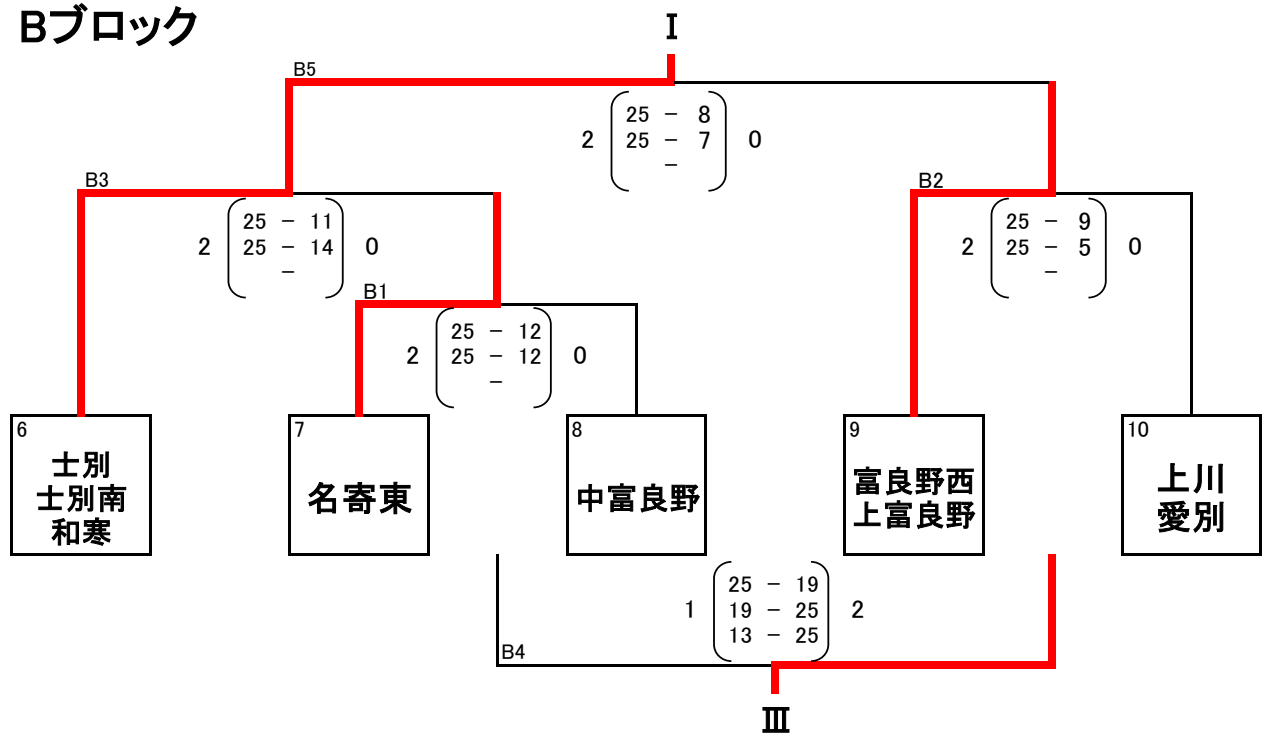 Bブロック
Ⅰ
B5
25 － 8
2 25 － 7 0
－
B3
B2
25 － 11
2 25 － 14 0
－
25 － 9
2 25 － 5 0
－
B1
25 － 12
2 25 － 12 0
－
6
士別
士別南
和寒
7
名寄東
8
中富良野
9
富良野西
上富良野
10
上川
愛別
25 － 19
1 19 － 25 2
13 － 25
B4
Ⅲ